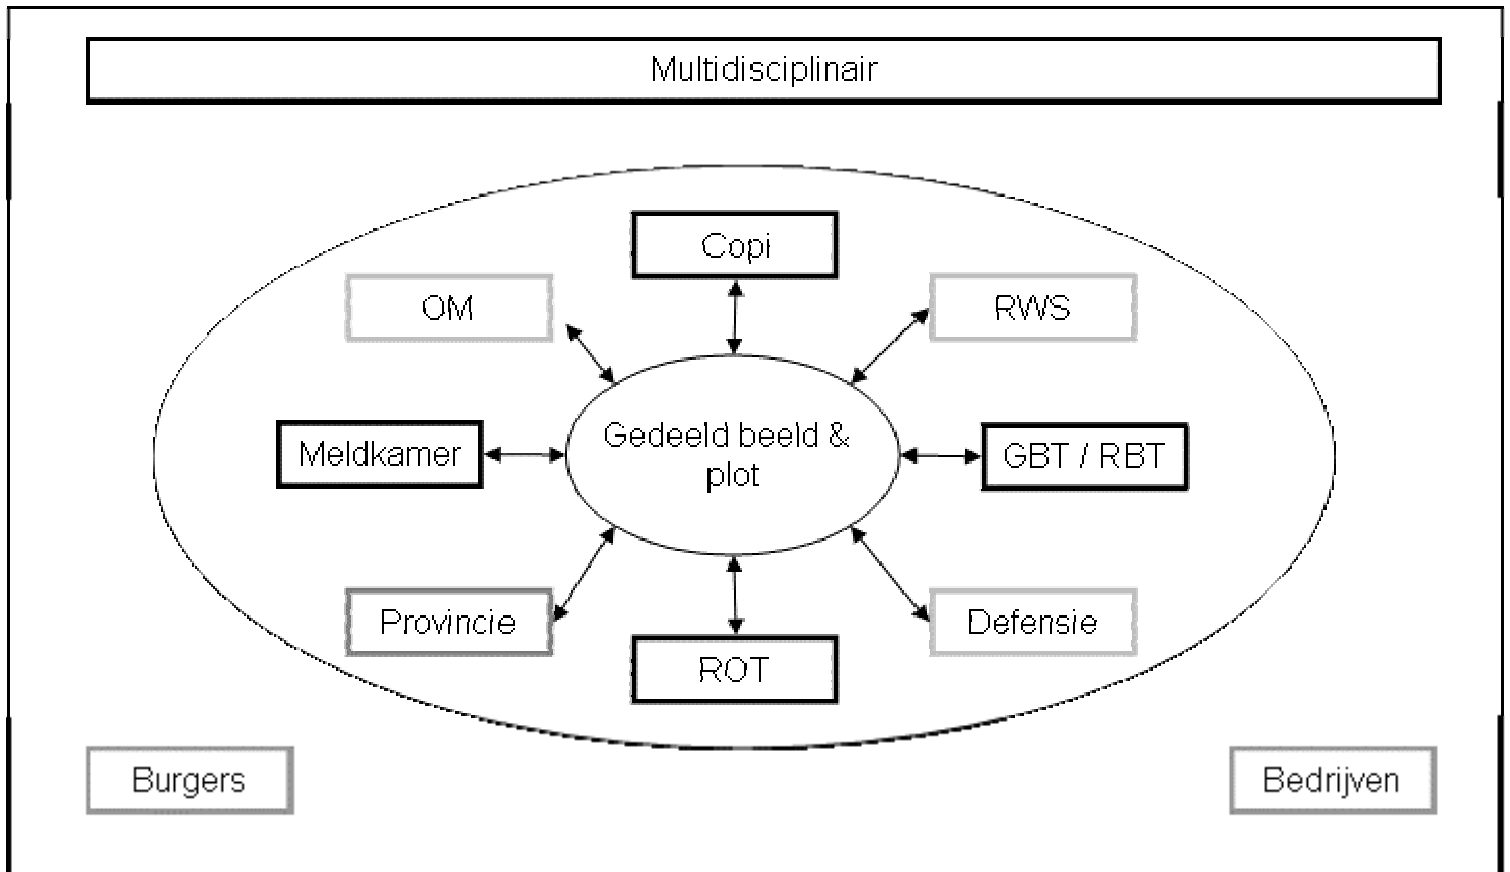 Multidisciplinair
Copi
OM
RWS
Gedeeld beeld &
plot
Meldkamer
GBT / RBT
Provincie
Defensie
ROT
Burgers
Bedrijven